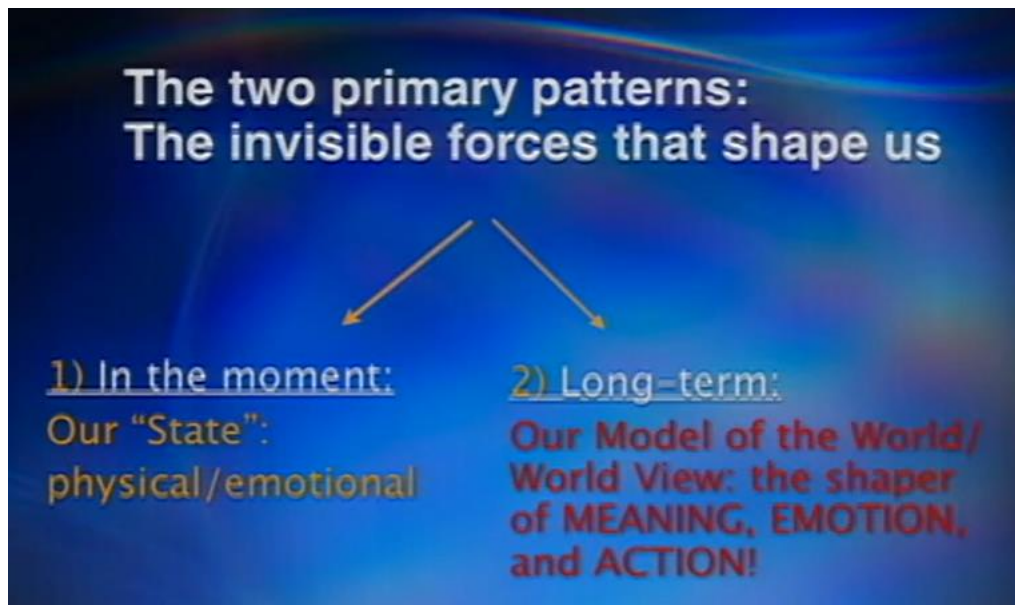 The two primary patterns:
The invisible forces that shape us
1) In the moment:
Our “State”:
physical/emotional
2) Long-term:
Our Model of the World/
World View: the shaper
of MEANING, EMOTION,
and ACTION!